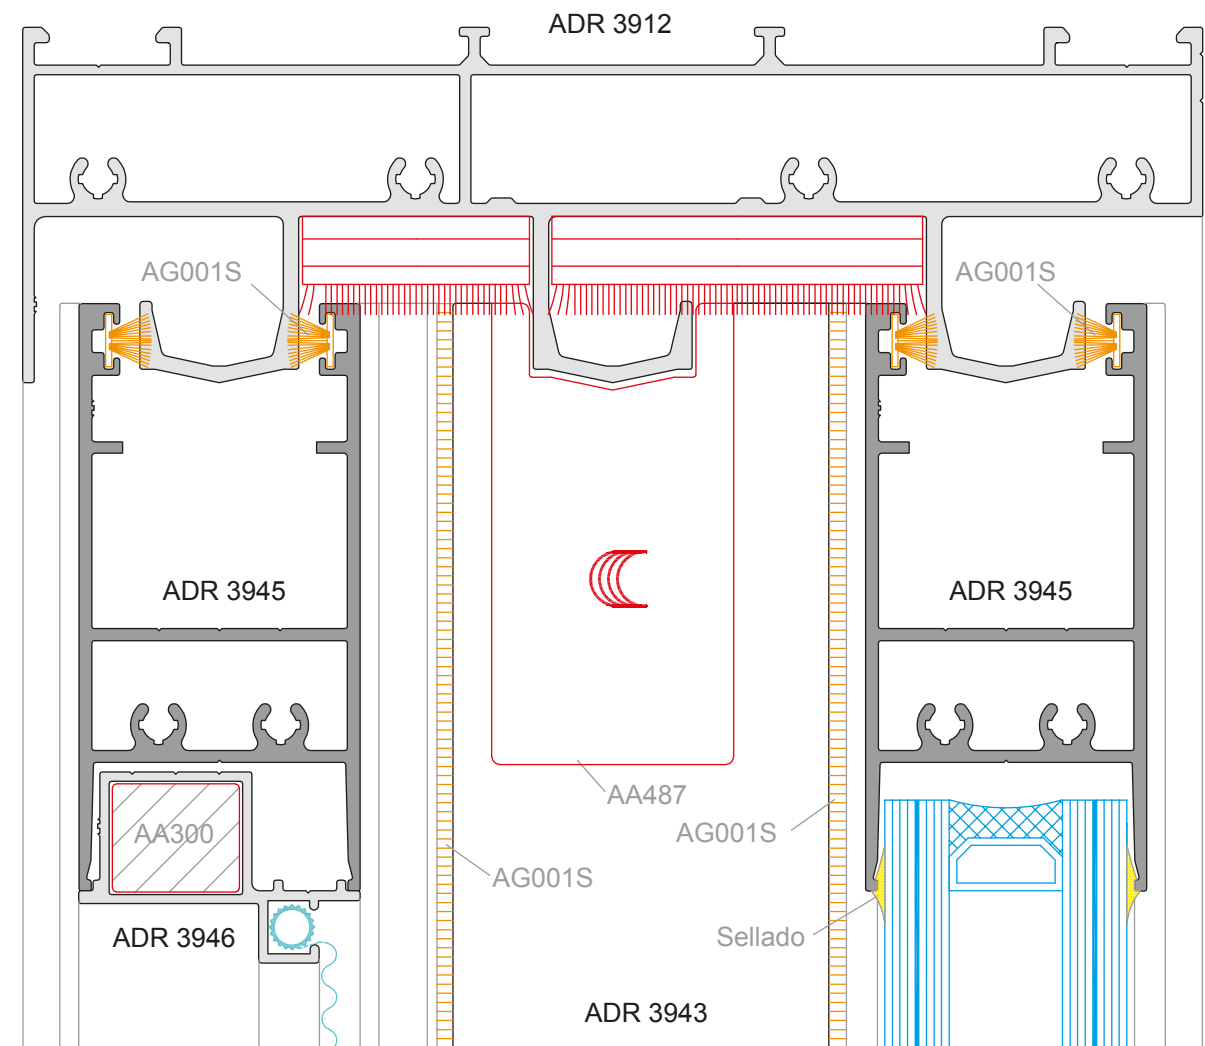 ADR 3912
AG001S
AG001S
ADR 3945
ADR 3945
AA487
AG001S
AA300
AG001S
ADR 3946
Sellado
ADR 3943